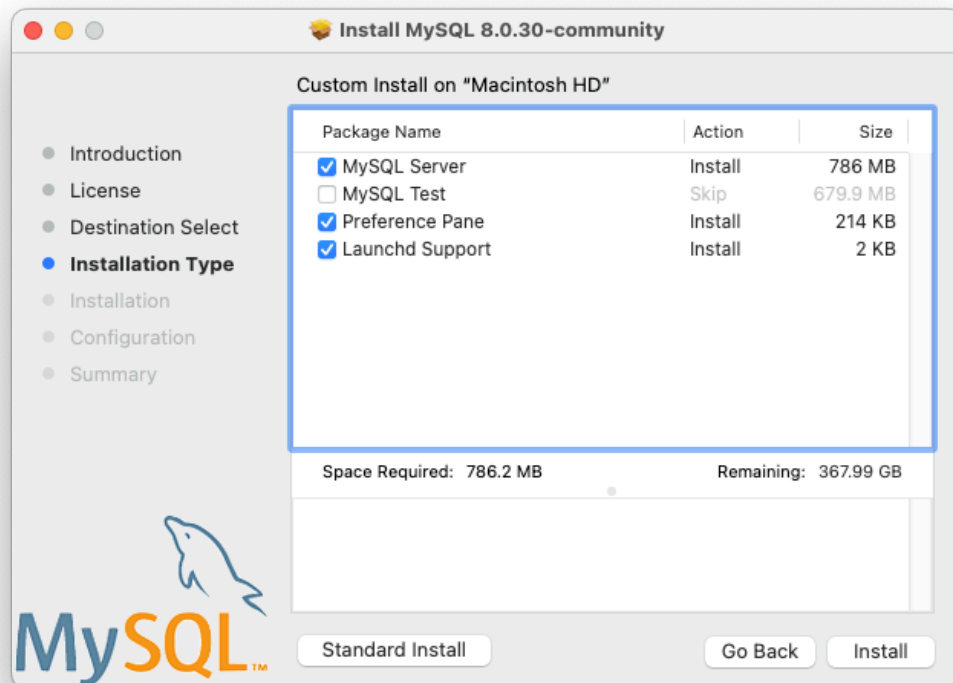 Install MySQL 8.0.30-community
Custom Install on “Macintosh HD”
Introduction
License
Destination Select
Installation Type
Installation
Configuration
Summary
Package Name Action Size
MySQL Server Install 786 MB
MySQL Test Skip 679.9 MB
Preference Pane Install 214 KB
Launchd Support Install 2 KB
Space Required: 786.2 MB Remaining: 367.99 GB
MySQL™
Standard Install Go Back Install